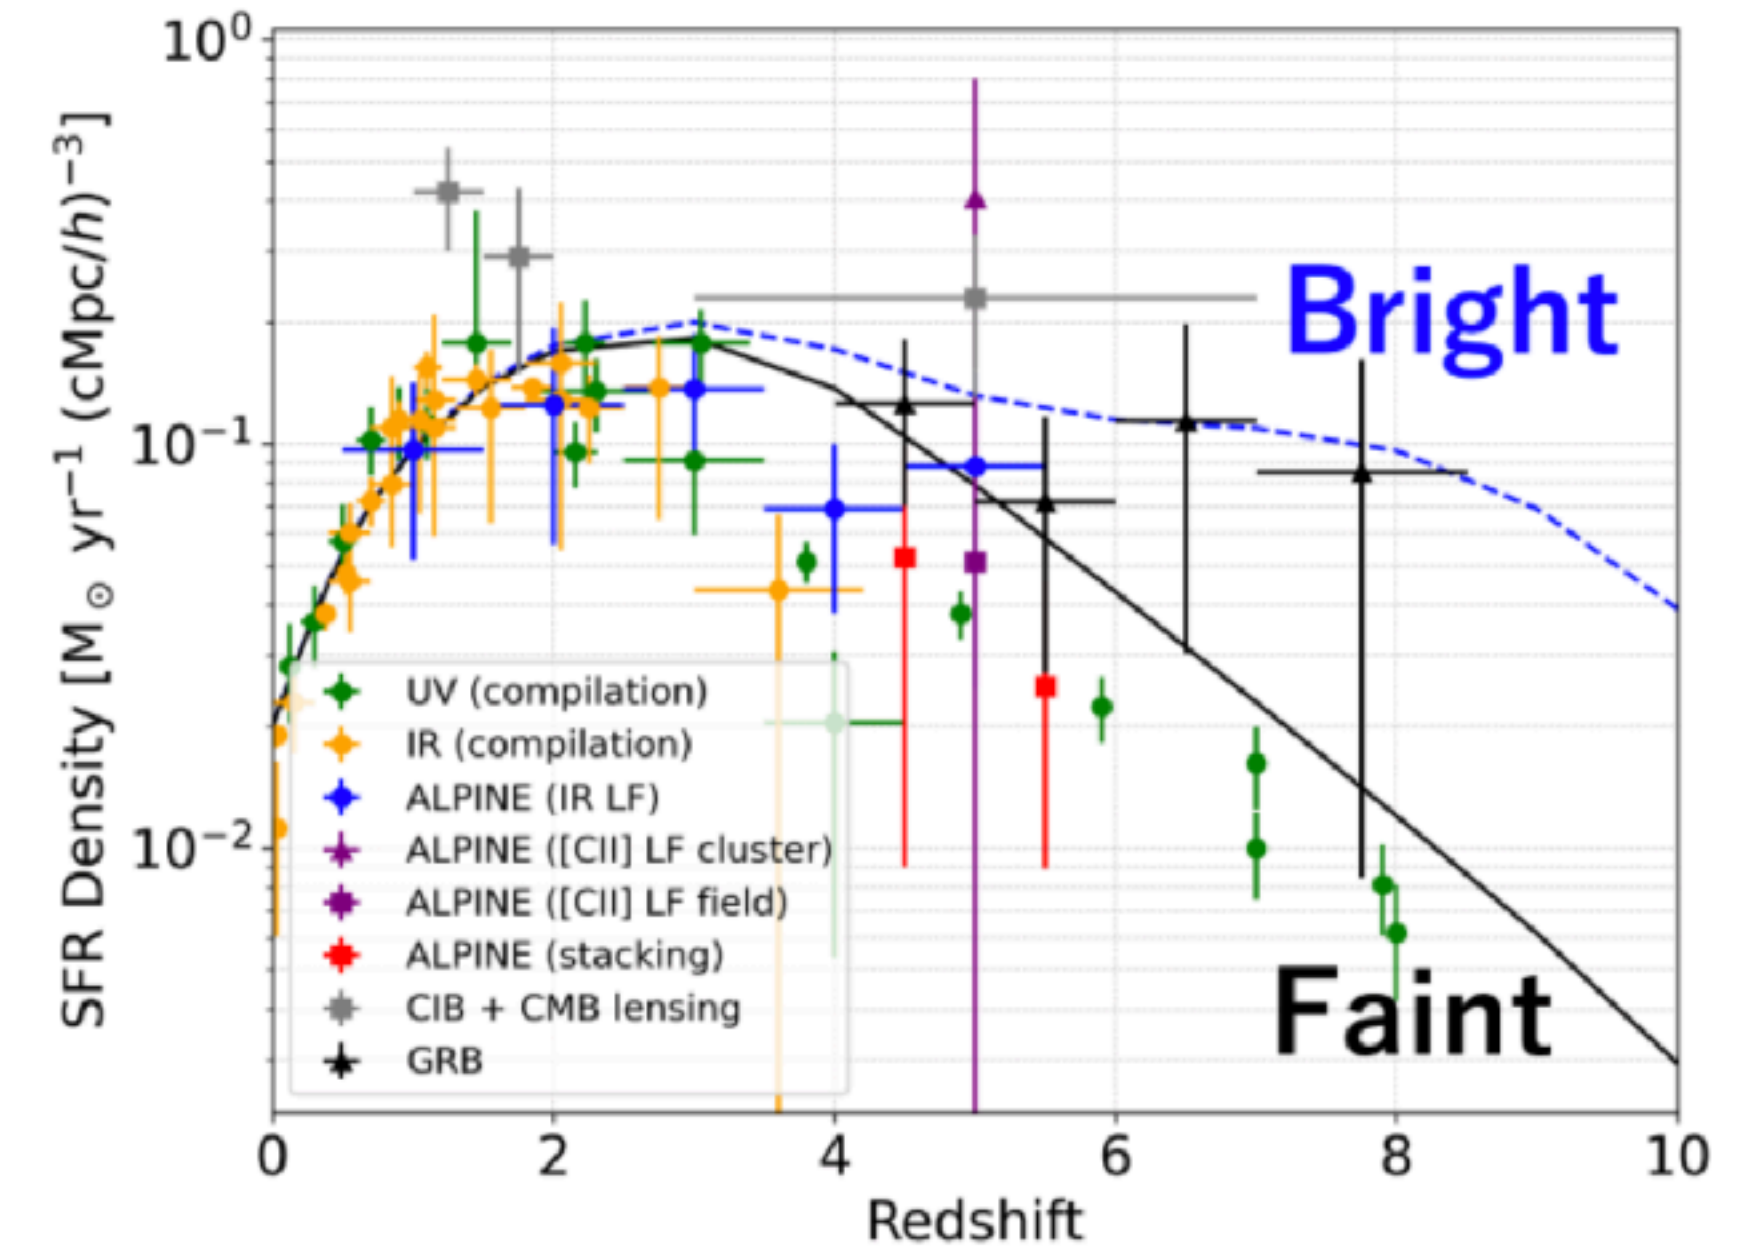 SFR Density [M⊙ yr⁻¹ (cMpc/h)⁻³]
10⁰
10⁻¹
10⁻²
Bright
Faint
UV (compilation)
IR (compilation)
ALPINE (IR LF)
ALPINE ([CII] LF cluster)
ALPINE ([CII] LF field)
ALPINE (stacking)
CIB + CMB lensing
GRB
0 2 4 6 8 10
Redshift